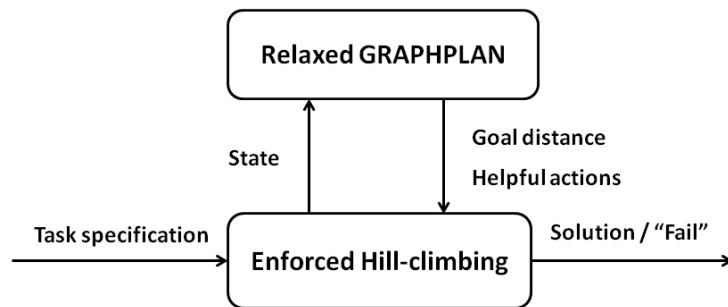 Relaxed GRAPHPLAN
State
Goal distance
Helpful actions
Task specification
Enforced Hill-climbing
Solution / “Fail”